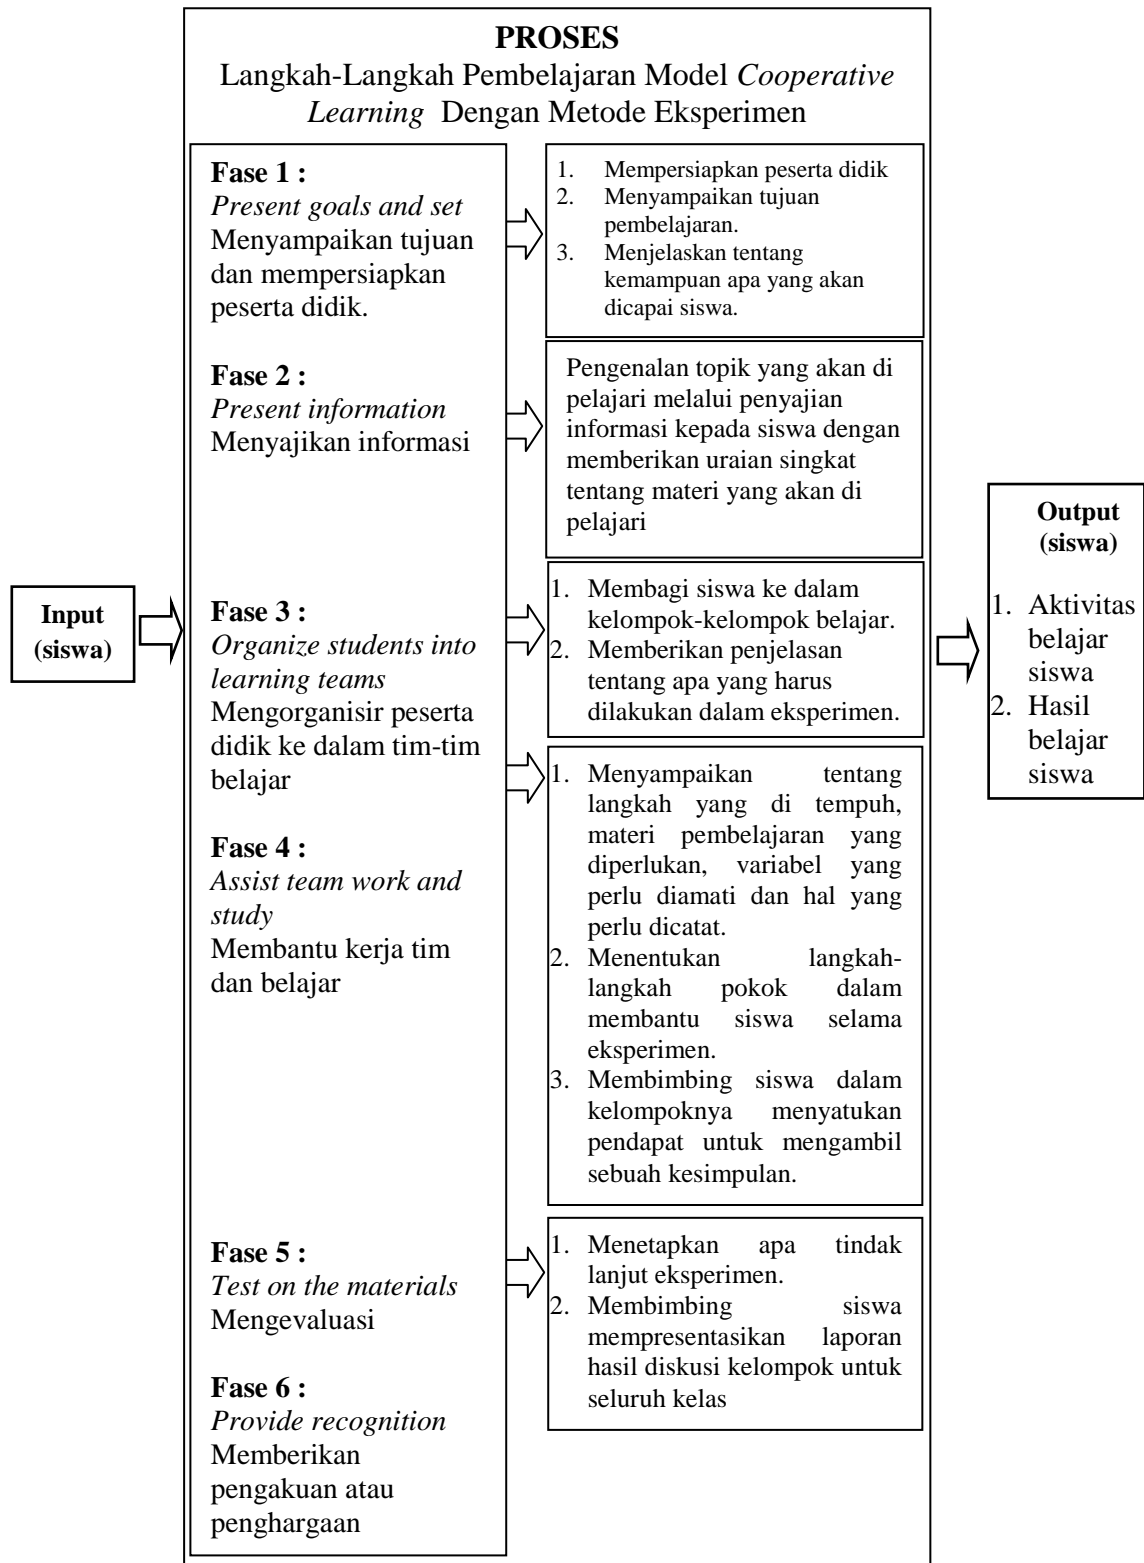 PROSES
Langkah-Langkah Pembelajaran Model Cooperative
Learning Dengan Metode Eksperimen
Input
(siswa)
Fase 1 :
Present goals and set
Menyampaikan tujuan
dan mempersiapkan
peserta didik.
1. Mempersiapkan peserta didik
2. Menyampaikan tujuan
pembelajaran.
3. Menjelaskan tentang
kemampuan apa yang akan
dicapai siswa.
Fase 2 :
Present information
Menyajikan informasi
Pengenalan topik yang akan di
pelajari melalui penyajian
informasi kepada siswa dengan
memberikan uraian singkat
tentang materi yang akan di
pelajari
Fase 3 :
Organize students into
learning teams
Mengorganisir peserta
didik ke dalam tim-tim
belajar
1. Membagi siswa ke dalam
kelompok-kelompok belajar.
2. Memberikan penjelasan
tentang apa yang harus
dilakukan dalam eksperimen.
Fase 4 :
Assist team work and
study
Membantu kerja tim
dan belajar
1. Menyampaikan tentang
langkah yang di tempuh,
materi pembelajaran yang
diperlukan, variabel yang
perlu diamati dan hal yang
perlu dicatat.
2. Menentukan langkah-
langkah pokok dalam
membantu siswa selama
eksperimen.
3. Membimbing siswa dalam
kelompoknya menyatukan
pendapat untuk mengambil
sebuah kesimpulan.
Fase 5 :
Test on the materials
Mengevaluasi
1. Menetapkan apa tindak
lanjut eksperimen.
2. Membimbing siswa
mempresentasikan laporan
hasil diskusi kelompok untuk
seluruh kelas
Fase 6 :
Provide recognition
Memberikan
pengakuan atau
penghargaan
Output
(siswa)
1. Aktivitas
belajar
siswa
2. Hasil
belajar
siswa